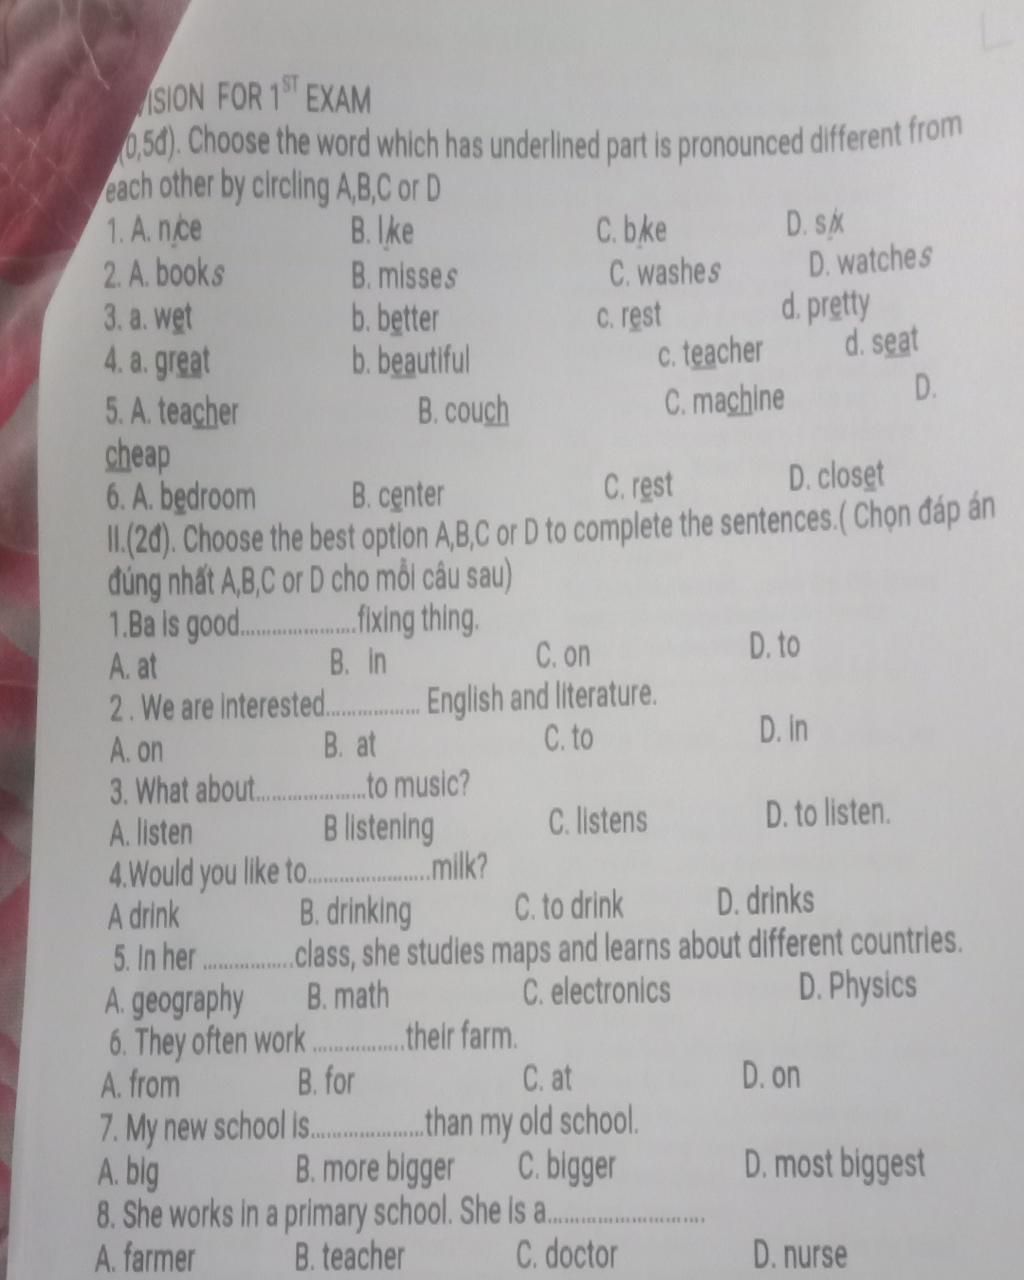 VISION FOR 1ST EXAM
(0,5đ). Choose the word which has underlined part is pronounced different from
each other by circling A,B,C or D
1. A. nice B. like C. bike D. six
2. A. books B. misses C. washes D. watches
3. a. wet b. better c. rest d. pretty
4. a. great b. beautiful c. teacher d. seat
5. A. teacher B. couch C. machine D.
cheap
6. A. bedroom B. center C. rest D. closet
II.(2đ). Choose the best option A,B,C or D to complete the sentences.( Chọn đáp án
đúng nhất A,B,C or D cho mỗi câu sau)
1.Ba is good....................fixing thing.
A. at B. in C. on D. to
2 . We are interested................. English and literature.
A. on B. at C. to D. in
3. What about....................to music?
A. listen B listening C. listens D. to listen.
4.Would you like to......................milk?
A drink B. drinking C. to drink D. drinks
5. In her ................class, she studies maps and learns about different countries.
A. geography B. math C. electronics D. Physics
6. They often work ................their farm.
A. from B. for C. at D. on
7. My new school is....................than my old school.
A. big B. more bigger C. bigger D. most biggest
8. She works in a primary school. She is a............................
A. farmer B. teacher C. doctor D. nurse